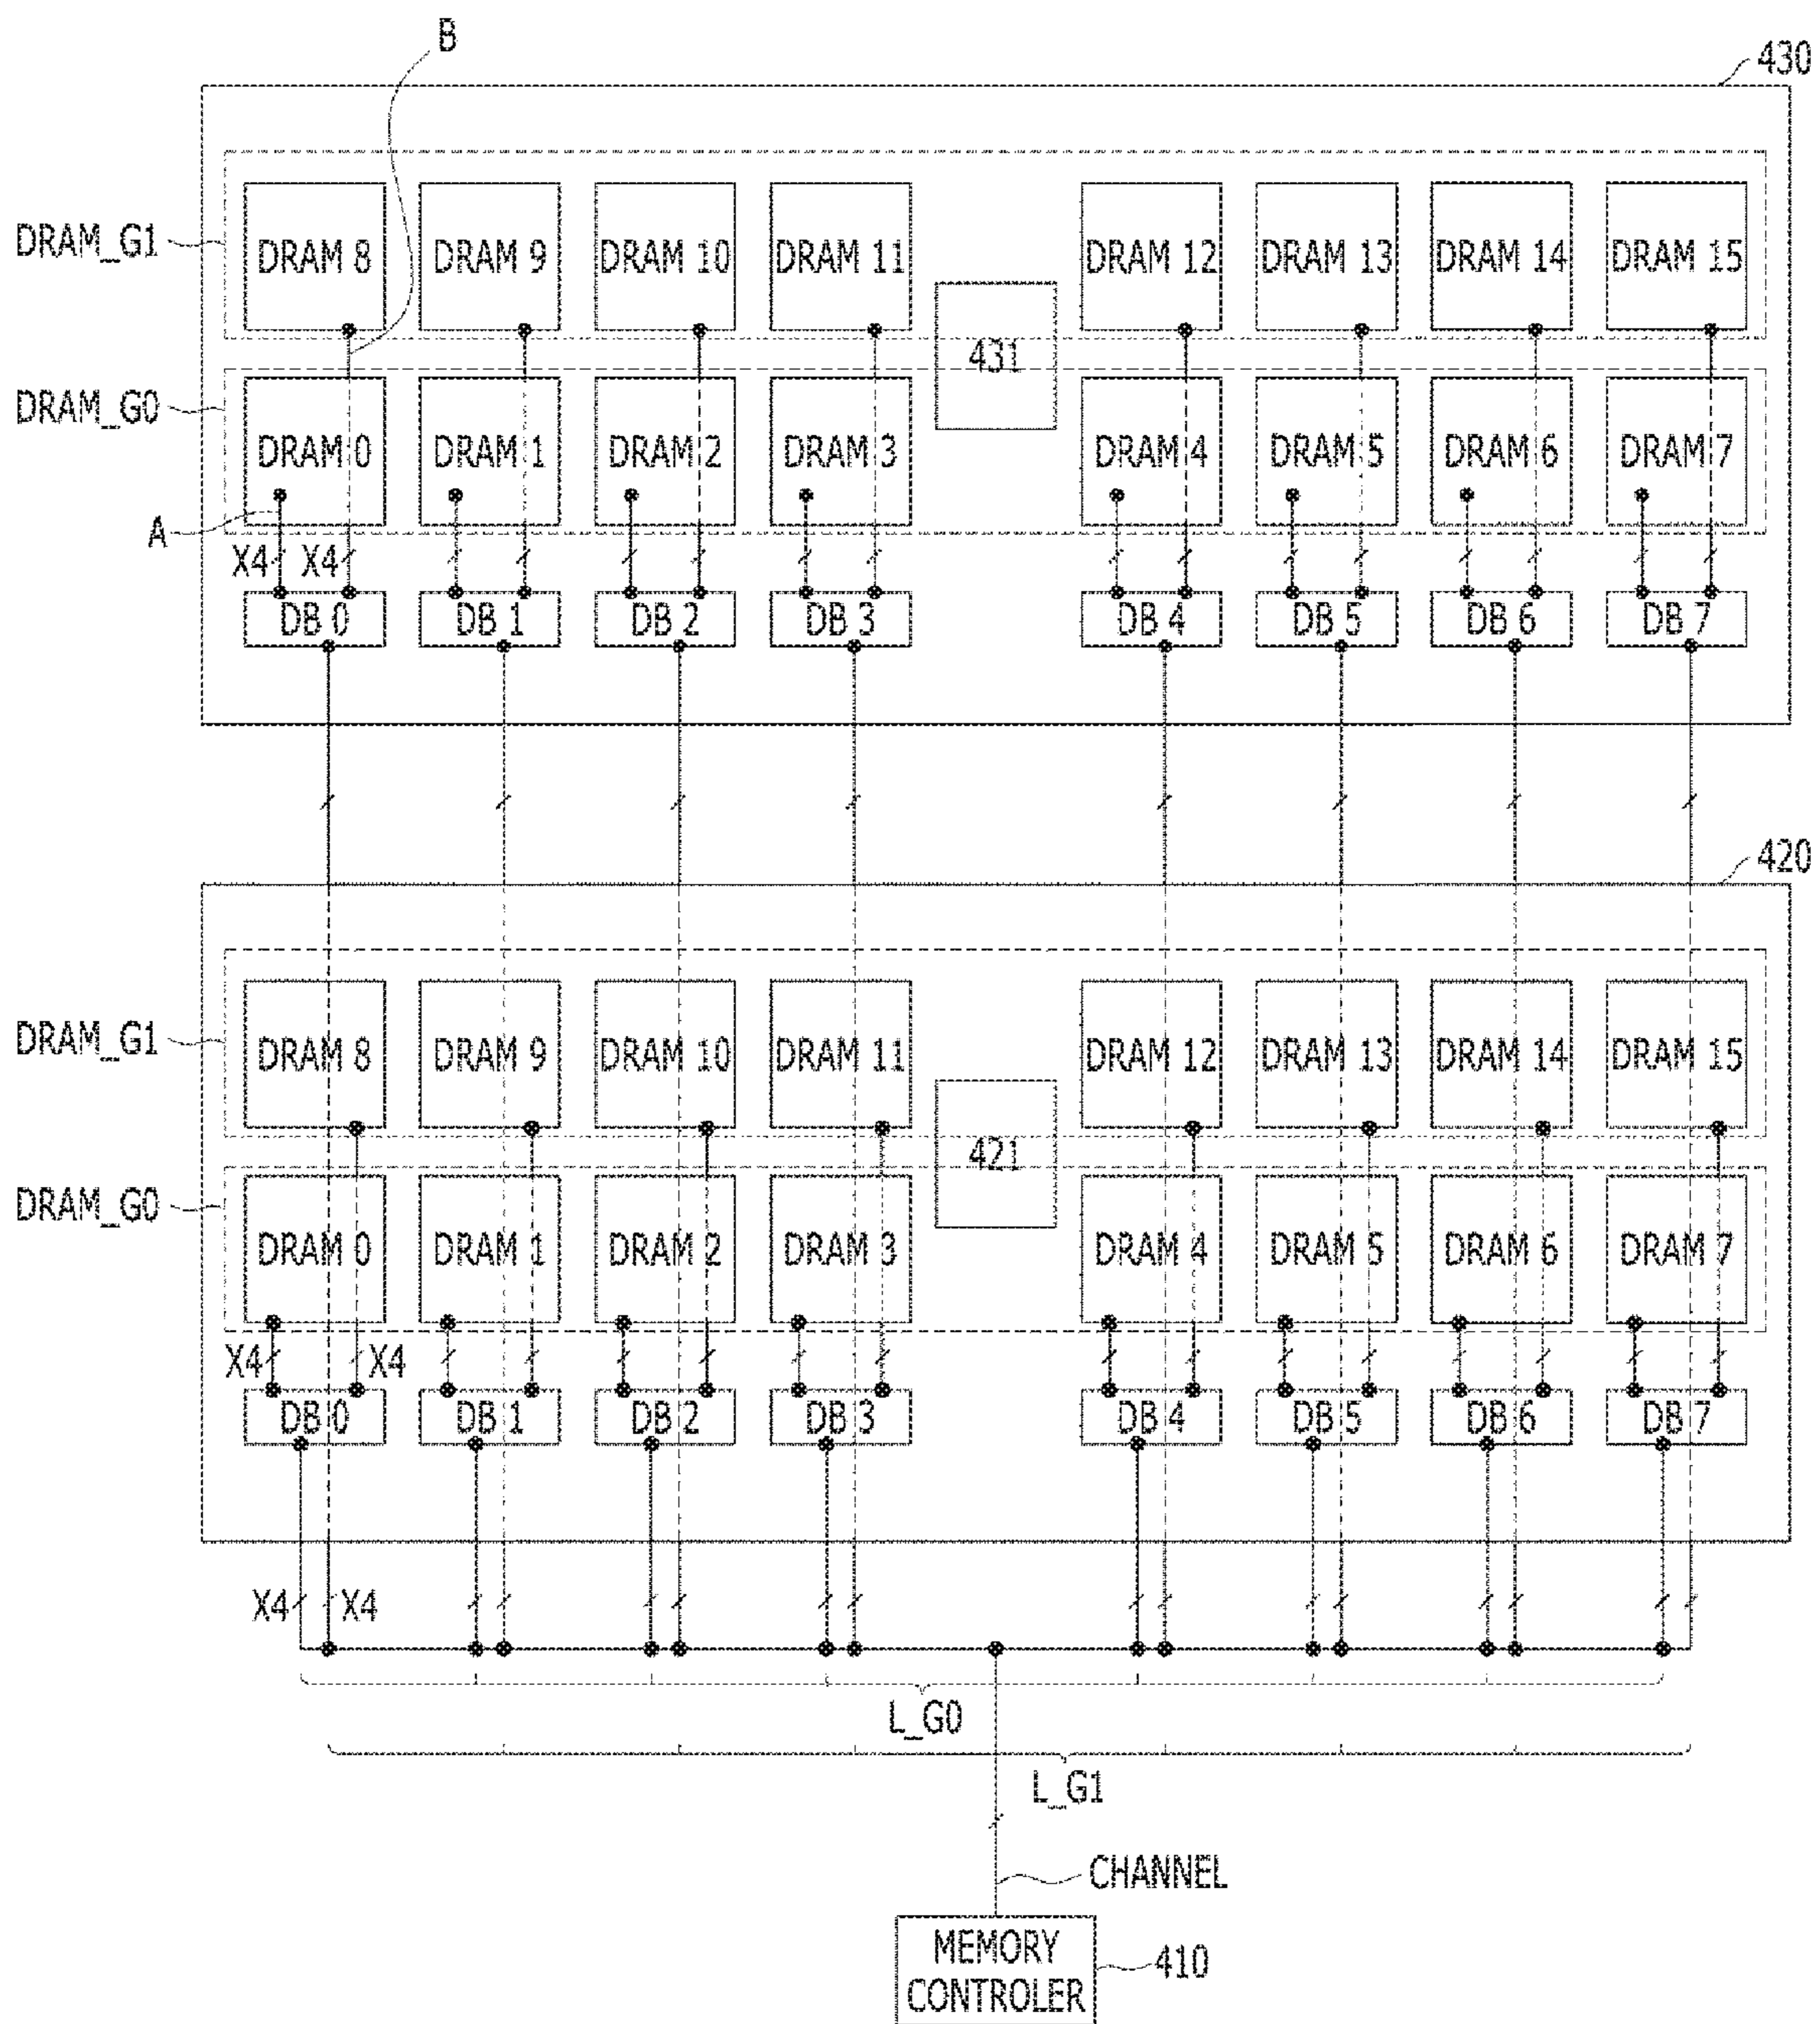 B
430
DRAM_G1
DRAM 8
DRAM 9
DRAM 10
DRAM 11
DRAM 12
DRAM 13
DRAM 14
DRAM 15
431
DRAM_G0
DRAM 0
DRAM 1
DRAM 2
DRAM 3
DRAM 4
DRAM 5
DRAM 6
DRAM 7
A
X4
X4
DB 0
DB 1
DB 2
DB 3
DB 4
DB 5
DB 6
DB 7
420
DRAM_G1
DRAM 8
DRAM 9
DRAM 10
DRAM 11
DRAM 12
DRAM 13
DRAM 14
DRAM 15
421
DRAM_G0
DRAM 0
DRAM 1
DRAM 2
DRAM 3
DRAM 4
DRAM 5
DRAM 6
DRAM 7
X4
X4
DB 0
DB 1
DB 2
DB 3
DB 4
DB 5
DB 6
DB 7
X4
X4
L_G0
L_G1
CHANNEL
MEMORY
CONTROLER
410